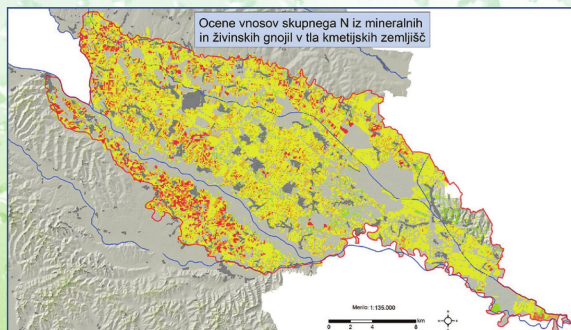 Ocene vnosov skupnega N iz mineralnih
in živinskih gnojil v tla kmetijskih zemljišč
Merilo: 1:135.000
0 2 4 8 km